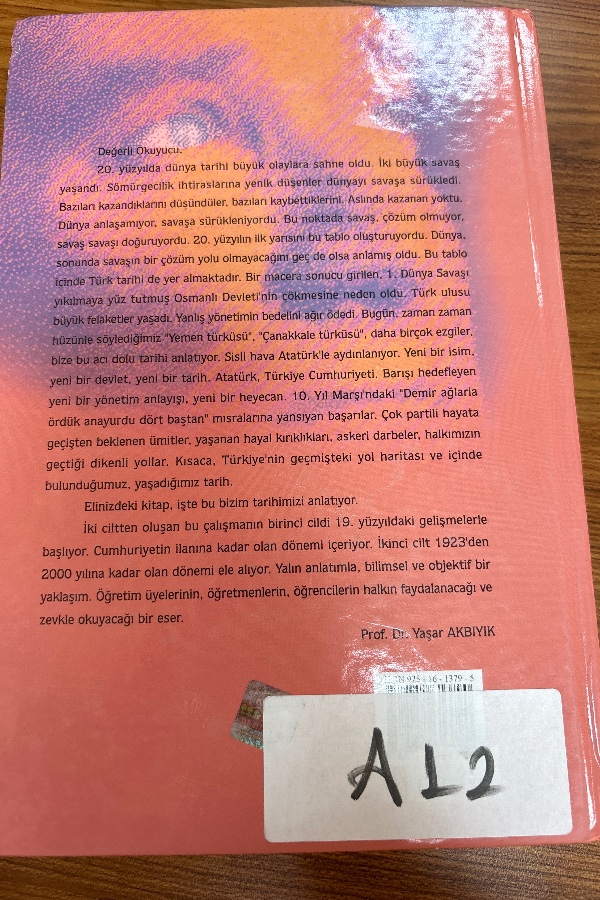 Değerli Okuyucu,
20. yüzyılda dünya tarihi büyük olaylara sahne oldu. İki büyük savaş
yaşandı. Sömürgecilik ihtiraslarına yenik düşenler dünyayı savaşa sürükledi.
Bazıları kazandıklarını düşündüler, bazıları kaybettiklerini. Aslında kazanan yoktu.
Dünya anlaşamıyor, savaşa sürükleniyordu. Bu noktada savaş, çözüm olmuyor,
savaş savaşı doğuruyordu. 20. yüzyılın ilk yarısını bu tablo oluşturuyordu. Dünya,
sonunda savaşın bir çözüm yolu olmayacağını geç de olsa anlamış oldu. Bu tablo
içinde Türk tarihi de yer almaktadır. Bir macera sonucu girilen, 1. Dünya Savaşı
yıkılmaya yüz tutmuş Osmanlı Devleti'nin çökmesine neden oldu. Türk ulusu
büyük felaketler yaşadı. Yanlış yönetimin bedelini ağır ödedi. Bugün, zaman zaman
hüzünle söylediğimiz "Yemen türküsü", "Çanakkale türküsü", daha birçok ezgiler,
bize bu acı dolu tarihi anlatıyor. Sisli hava Atatürk'le aydınlanıyor. Yeni bir isim,
yeni bir devlet, yeni bir tarih. Atatürk, Türkiye Cumhuriyeti. Barışı hedefleyen
yeni bir yönetim anlayışı, yeni bir heyecan. 10. Yıl Marşı'ndaki "Demir ağlarla
ördük anayurdu dört baştan" mısralarına yansıyan başarılar. Çok partili hayata
geçişten beklenen ümitler, yaşanan hayal kırıklıkları, askeri darbeler, halkımızın
geçtiği dikenli yollar. Kısaca, Türkiye'nin geçmişteki yol haritası ve içinde
bulunduğumuz, yaşadığımız tarih.
Elinizdeki kitap, işte bu bizim tarihimizi anlatıyor.
İki ciltten oluşan bu çalışmanın birinci cildi 19. yüzyıldaki gelişmelerle
başlıyor. Cumhuriyetin ilanına kadar olan dönemi içeriyor. İkinci cilt 1923'den
2000 yılına kadar olan dönemi ele alıyor. Yalın anlatımla, bilimsel ve objektif bir
yaklaşım. Öğretim üyelerinin, öğretmenlerin, öğrencilerin halkın faydalanacağı ve
zevkle okuyacağı bir eser.
Prof. Dr. Yaşar AKBIYIK
1379 - 5
A L 2